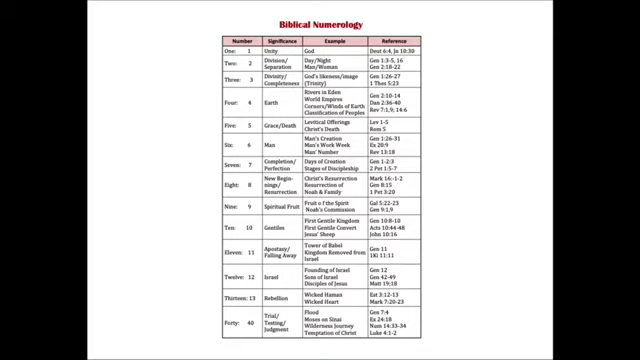 Biblical Numerology
Number Significance Example Reference
One: 1 Unity God Deut 6:4, Jn 10:30
Two: 2 Division/ Day/Night Gen 1:3-5, 16
Separation Man/Woman Gen 2:18-22
Three: 3 Divinity/ God's likeness/image Gen 1:26-27
Completeness (Trinity) 1 Thes 5:23
Four: 4 Earth Rivers in Eden Gen 2:10-14
World Empires Dan 2:36-40
Corners/Winds of Earth Rev 7:1,9; 14:6
Classification of Peoples
Five: 5 Grace/Death Levitical Offerings Lev 1-5
Christ's Death Rom 5
Six: 6 Man Man's Creation Gen 1:26-31
Man's Work Week Ex 20:9
Man' Number Rev 13:18
Seven: 7 Completion/ Days of Creation Gen 1-2:3
Perfection Stages of Discipleship 2 Pet 1:5-7
Eight: 8 New Begin- Christ's Resurrection Mark 16:-1-2
nings/ Resurrection of Gen 8:15
Resurrection Noah & Family 1 Pet 3:20
Nine: 9 Spiritual Fruit Fruit of the Spirit Gal 5:22-23
Noah's Commission Gen 9:1,9
Ten: 10 Gentiles First Gentile Kingdom Gen 10:8-10
First Gentile Convert Acts 10:44-48
Jesus' Sheep John 10:16
Eleven: 11 Apostasy/ Tower of Babel Gen 11
Falling Away Kingdom Removed from 1Ki 11:11
Israel
Twelve: 12 Israel Founding of Israel Gen 12
Sons of Israel Gen 42-49
Disciples of Jesus Matt 19;18
Thirteen: 13 Rebellion Wicked Haman Est 3:12-13
Wicked Heart Mark 7:20-23
Forty: 40 Trial/ Flood Gen 7:4
Testing/ Moses on Sinai Ex 24:18
Judgment Wilderness Journey Num 14:33-34
Temptation of Christ Luke 4:1-2